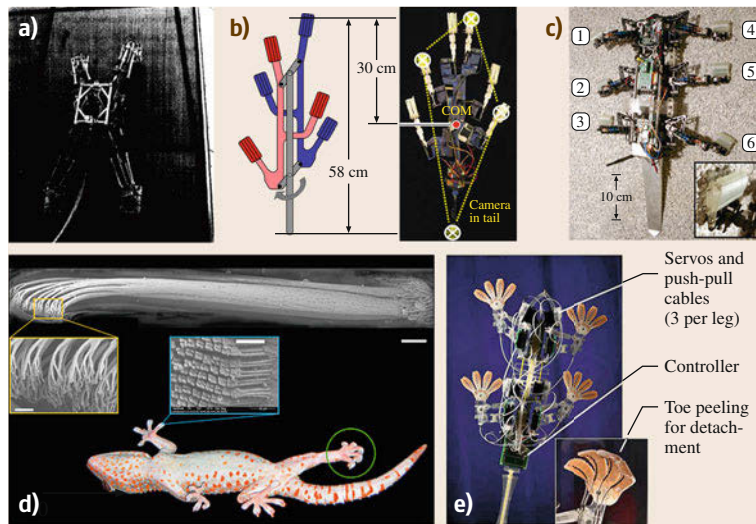 a)
b)
30 cm
58 cm
COM
Camera
in tail
c)
1
2
3
4
5
6
10 cm
d)
e)
Servos and
push-pull
cables
(3 per leg)
Controller
Toe peeling
for detach-
ment